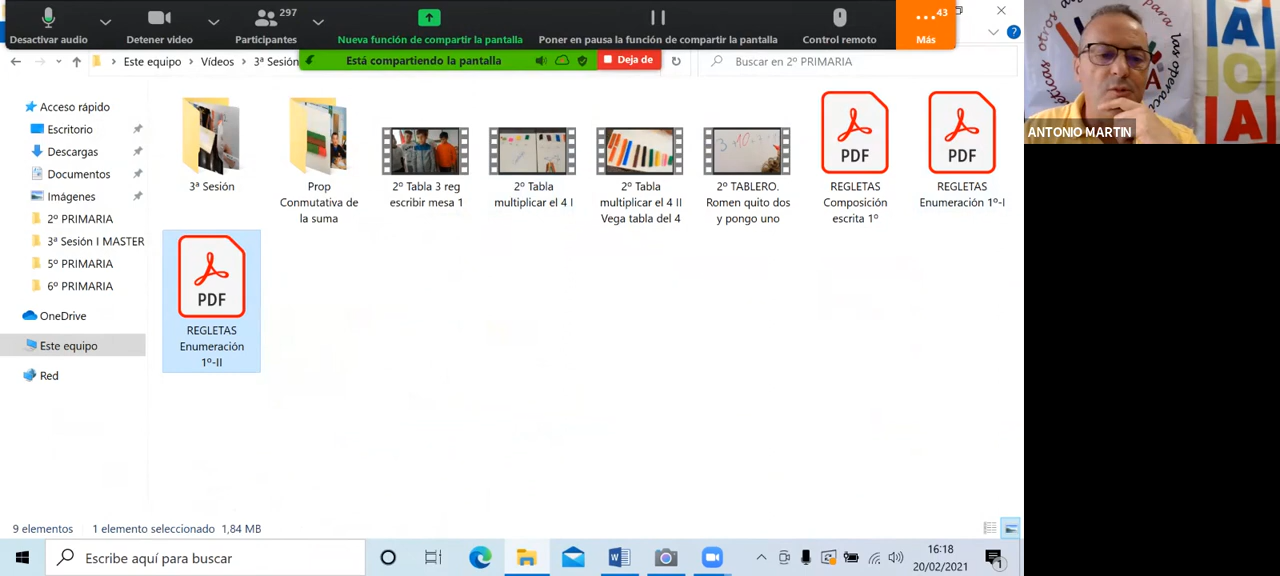 297
43
Desactivar audio
Detener video
Participantes
Nueva función de compartir la pantalla
Poner en pausa la función de compartir la pantalla
Control remoto
Más
Este equipo
Vídeos
3ª Sesión
Está compartiendo la pantalla
Deja de
Buscar en 2º PRIMARIA
para
otros
las
ANTONIO MARTIN
Acceso rápido
Escritorio
Descargas
Documentos
Imágenes
2º PRIMARIA
3ª Sesión I MASTER
5º PRIMARIA
6º PRIMARIA
OneDrive
Este equipo
Red
3ª Sesión
Prop
Conmutativa de
la suma
2º Tabla 3 reg
escribir mesa 1
2º Tabla
multiplicar el 4 I
2º Tabla
multiplicar el 4 II
Vega tabla del 4
2º TABLERO.
Romen quito dos
y pongo uno
PDF
REGLETAS
Composición
escrita 1º
PDF
REGLETAS
Enumeración 1º-I
PDF
REGLETAS
Enumeración
1º-II
9 elementos
1 elemento seleccionado 1,84 MB
Escribe aquí para buscar
16:18
20/02/2021
1